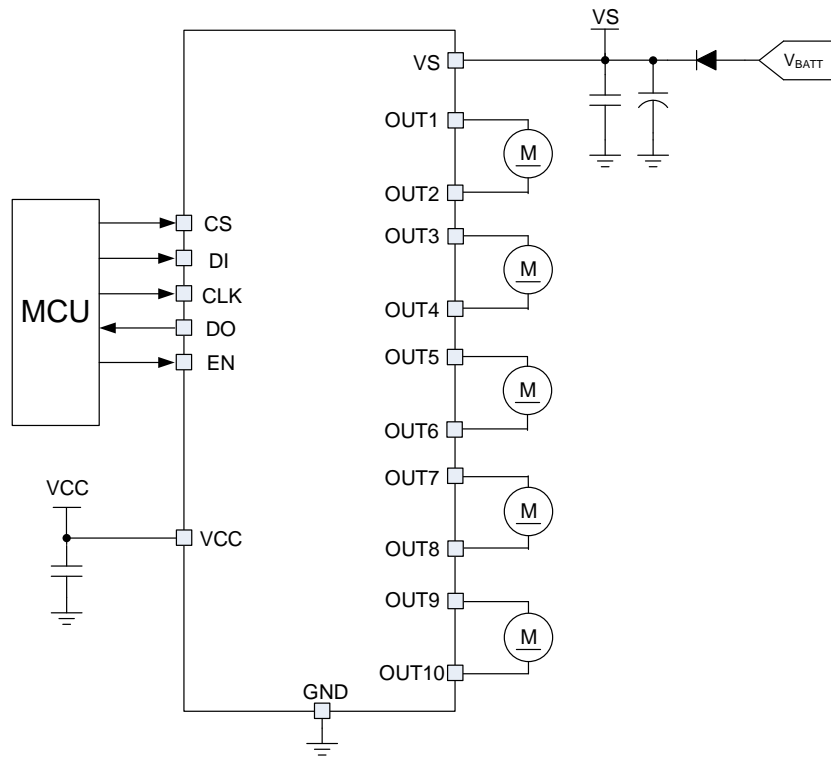 VS
VS
V_BATT
OUT1
M
OUT2
OUT3
M
OUT4
OUT5
M
OUT6
OUT7
M
OUT8
OUT9
M
OUT10
MCU
CS
DI
CLK
DO
EN
VCC
VCC
GND